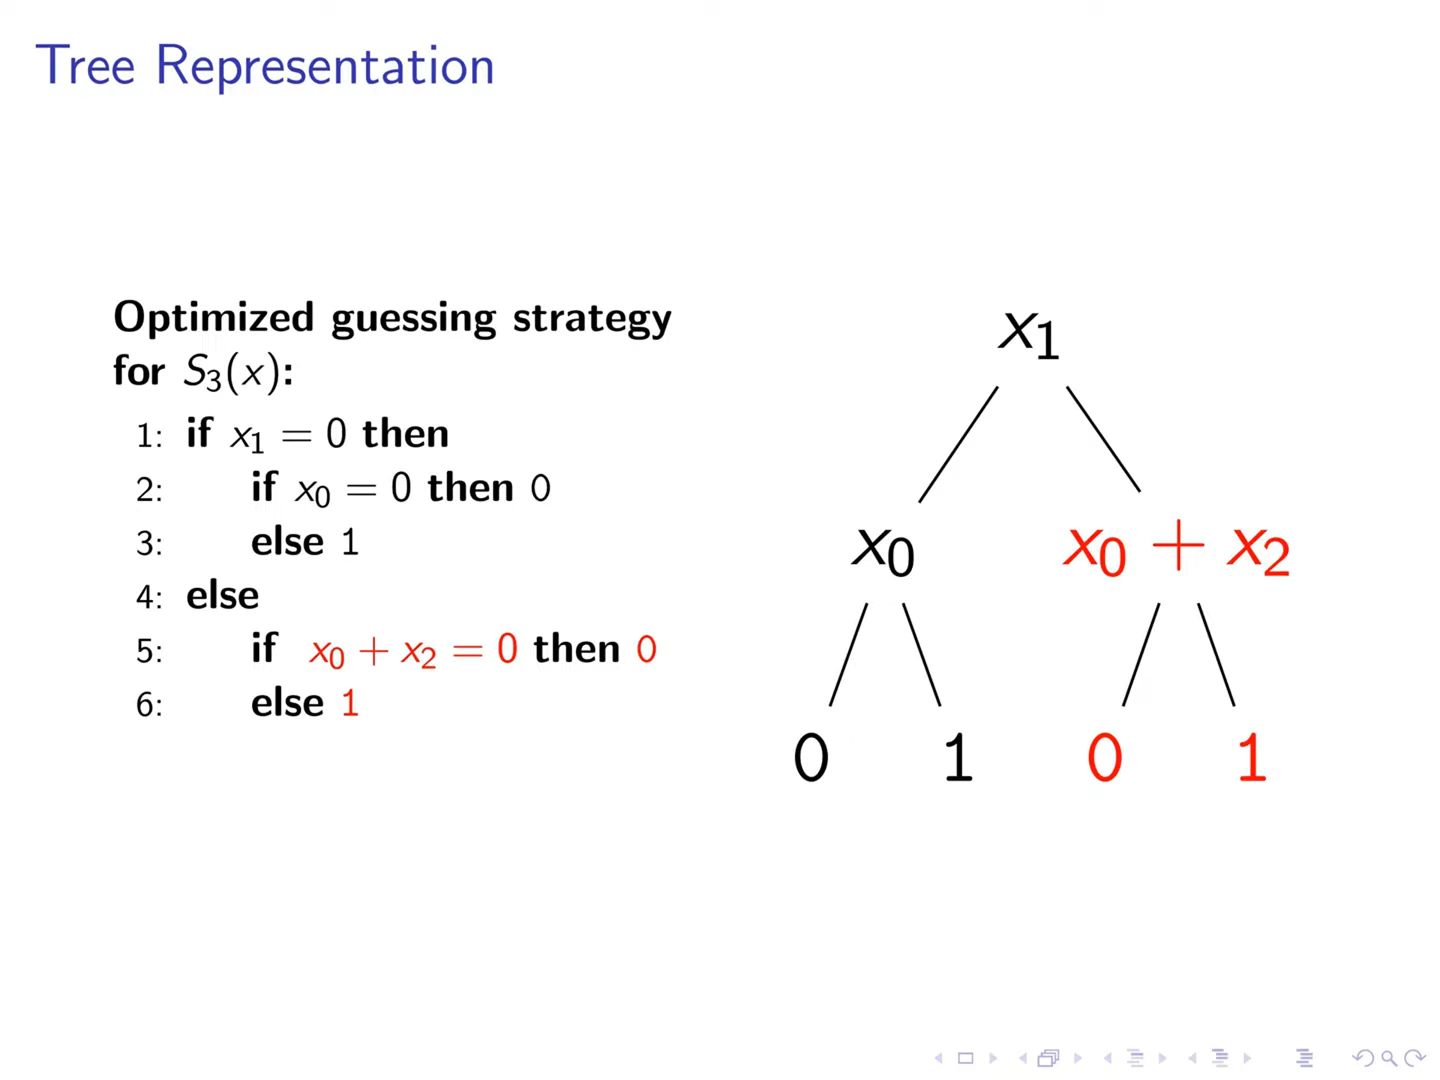 Tree Representation
Optimized guessing strategy
for S₃(x):
1: if x₁ = 0 then
2: if x₀ = 0 then 0
3: else 1
4: else
5: if x₀ + x₂ = 0 then 0
6: else 1
x₁
x₀ x₀ + x₂
0 1 0 1